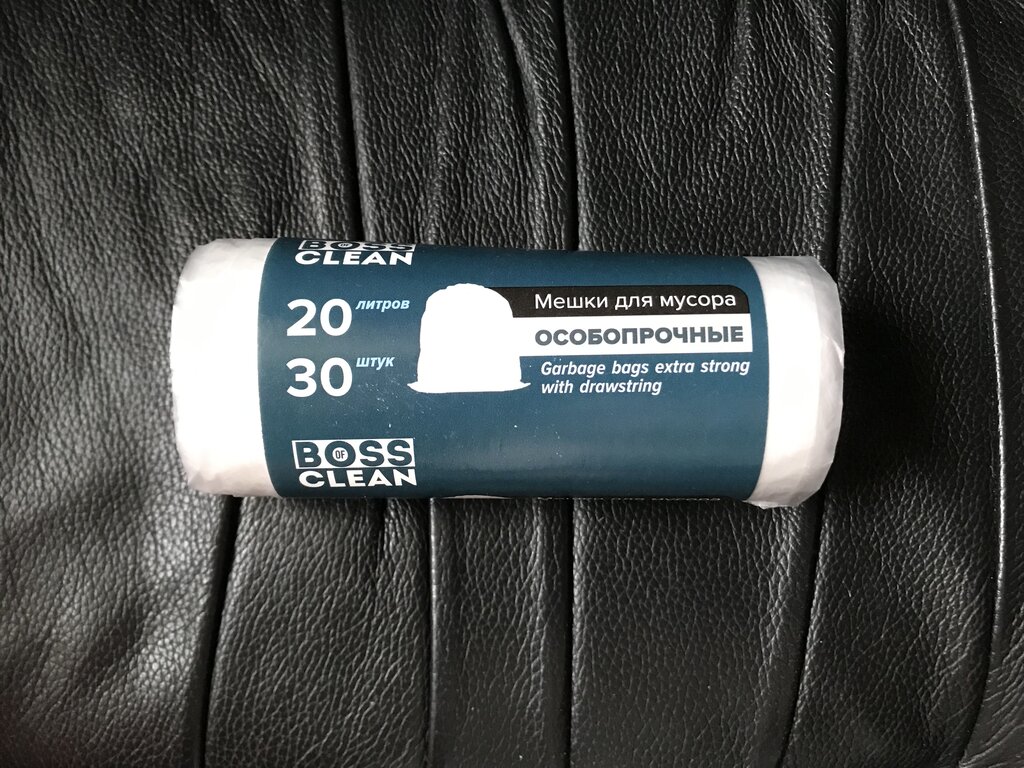 BOSS OF
CLEAN
20 литров
30 штук
Мешки для мусора
ОСОБОПРОЧНЫЕ
Garbage bags extra strong
with drawstring
BOSS OF
CLEAN